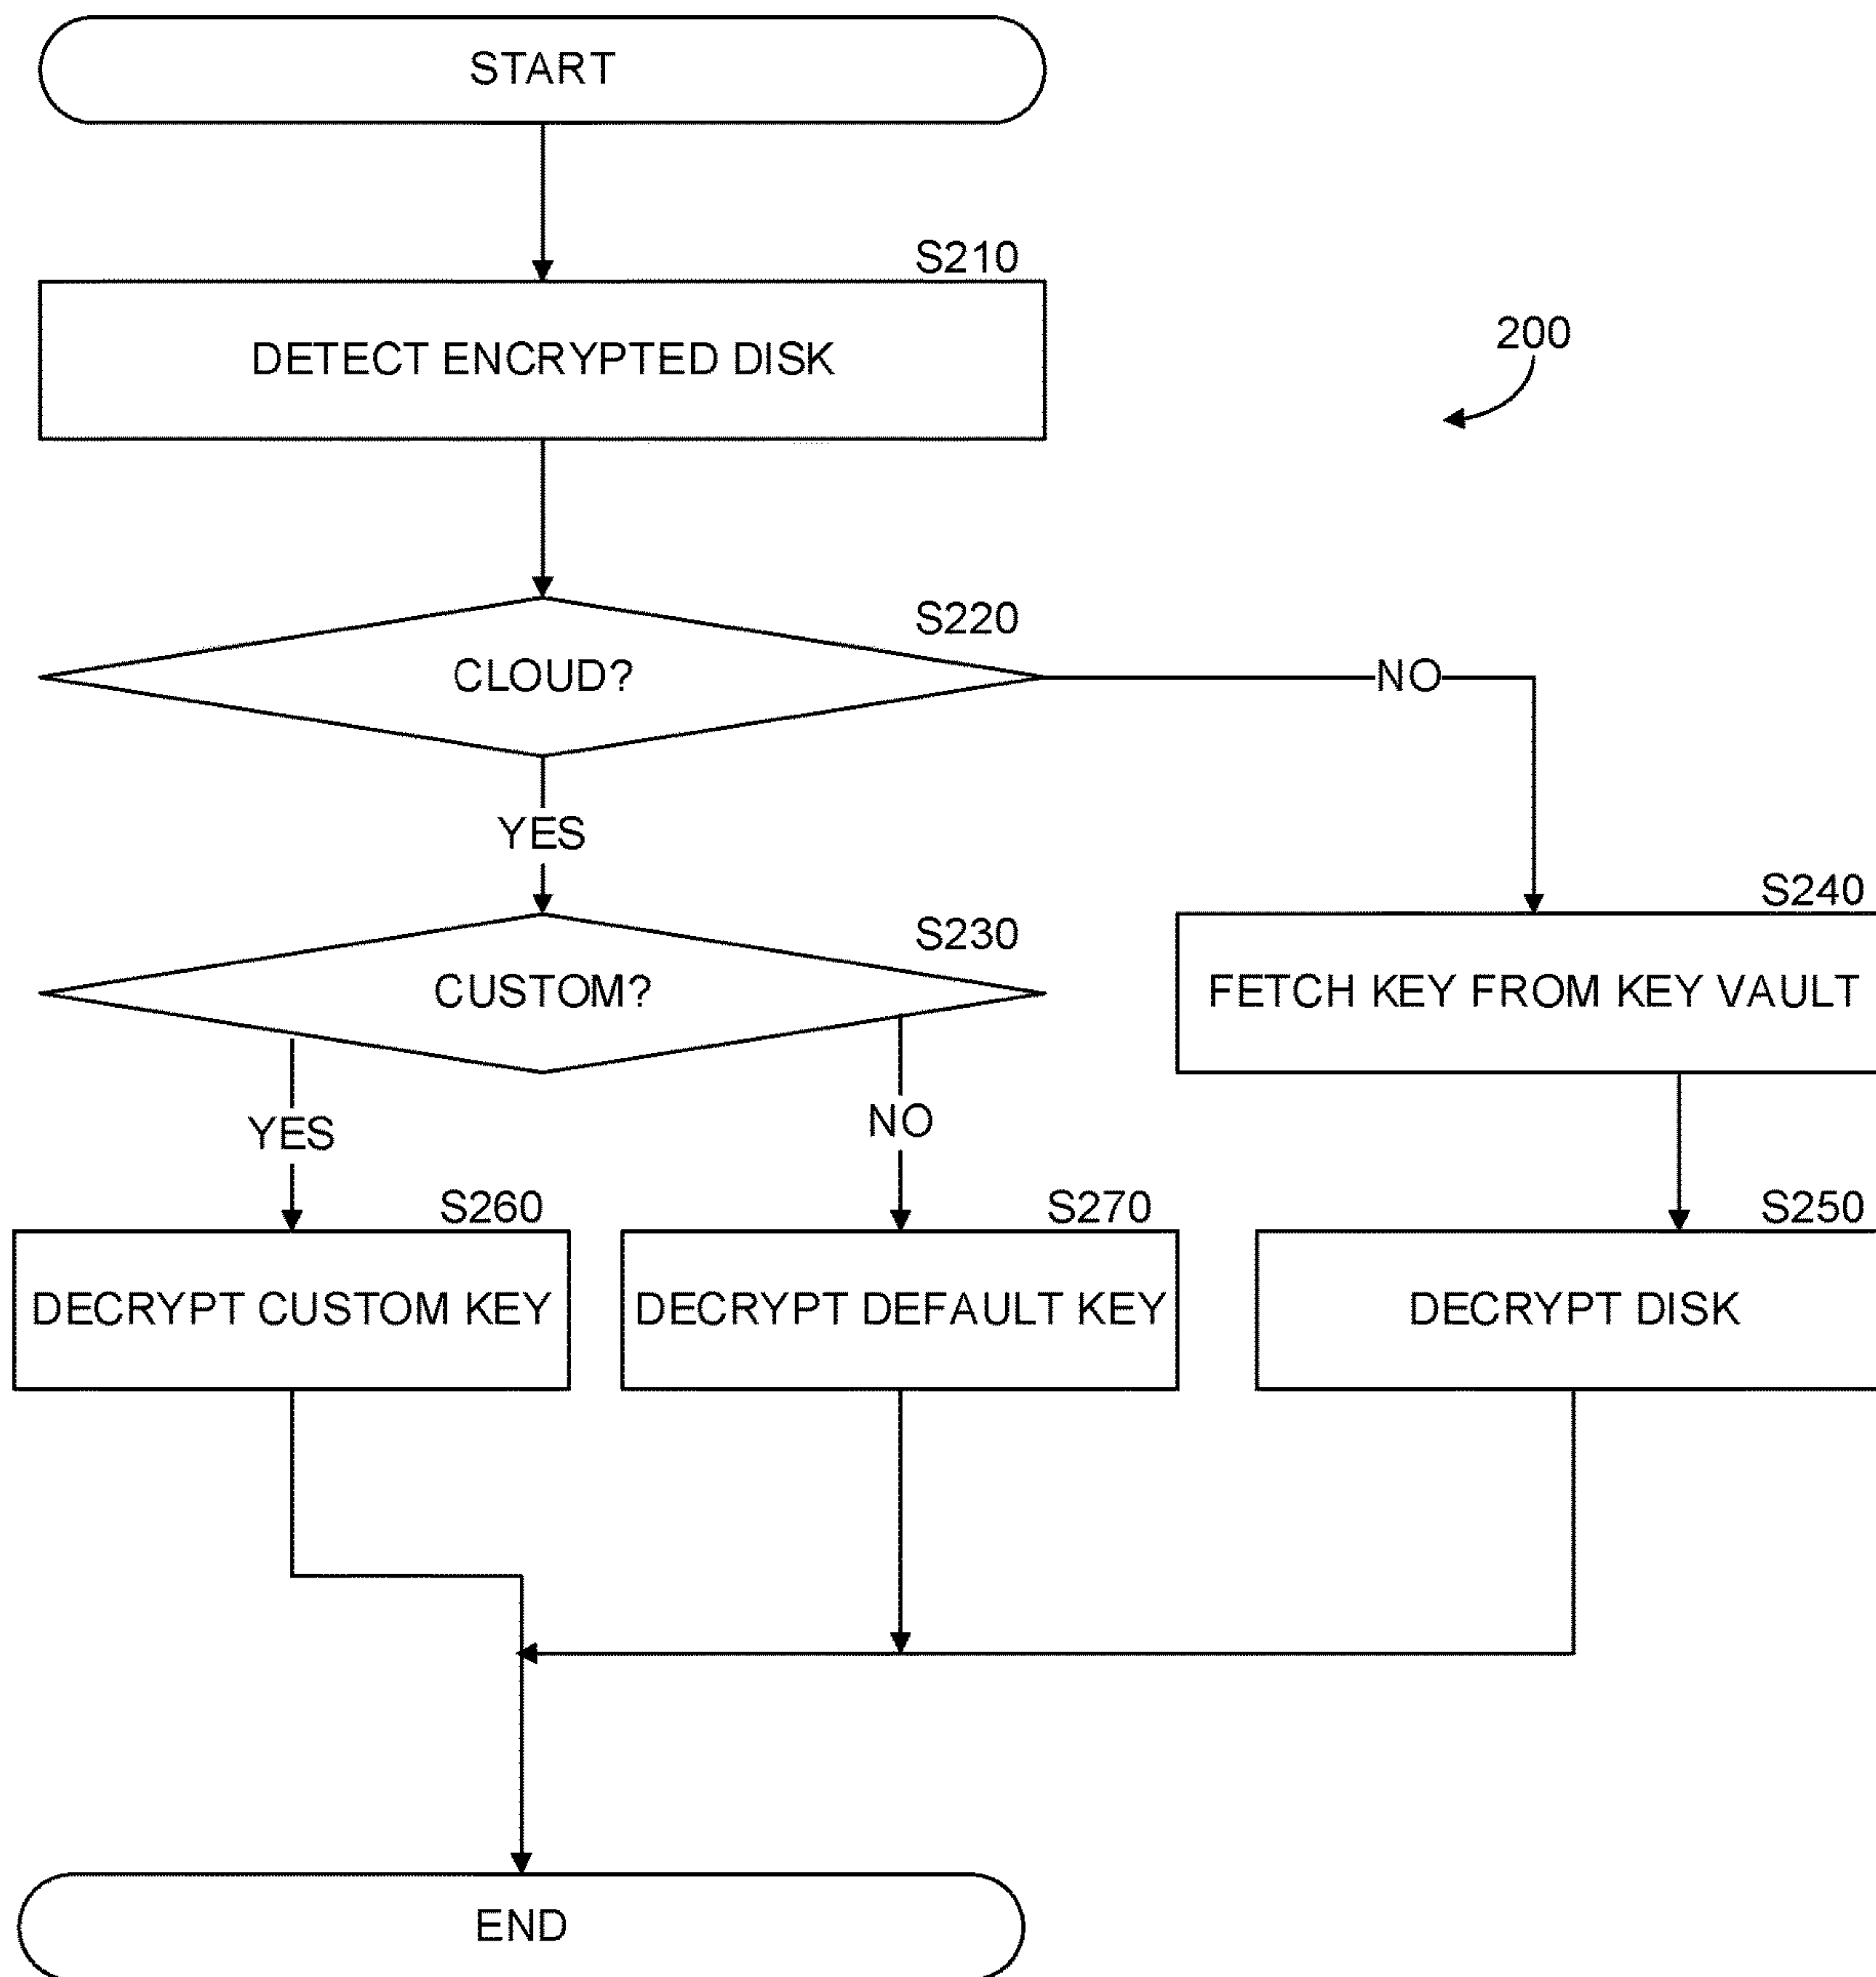 START
S210
DETECT ENCRYPTED DISK
200
S220
CLOUD?
NO
YES
S230
CUSTOM?
S240
FETCH KEY FROM KEY VAULT
YES
NO
S260
DECRYPT CUSTOM KEY
S270
DECRYPT DEFAULT KEY
S250
DECRYPT DISK
END